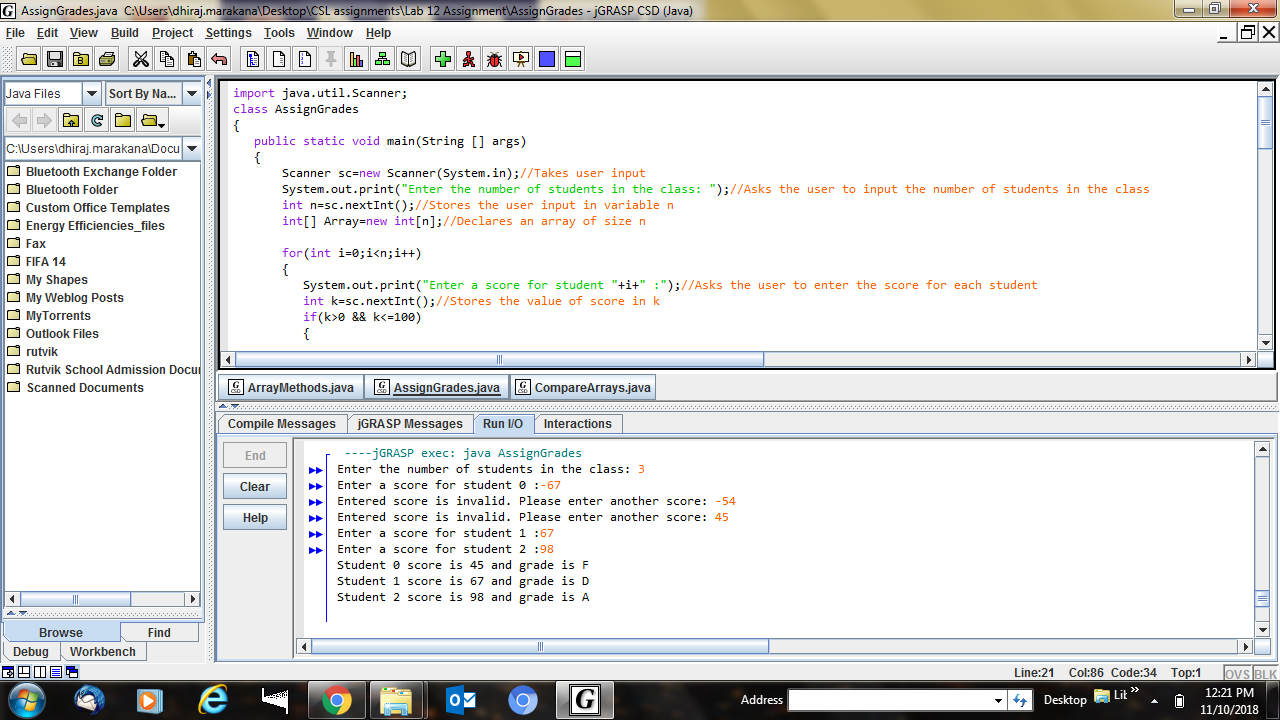 AssignGrades.java  C:\Users\dhiraj.marakana\Desktop\CSL assignments\Lab 12 Assignment\AssignGrades - jGRASP CSD (Java)
File Edit View Build Project Settings Tools Window Help
Java Files
Sort By Na...
C:\Users\dhiraj.marakana\Docu
Bluetooth Exchange Folder
Bluetooth Folder
Custom Office Templates
Energy Efficiencies_files
Fax
FIFA 14
My Shapes
My Weblog Posts
MyTorrents
Outlook Files
rutvik
Rutvik School Admission Docu
Scanned Documents
Browse
Find
Debug
Workbench
import java.util.Scanner;
class AssignGrades
{
public static void main(String [] args)
{
Scanner sc=new Scanner(System.in);//Takes user input
System.out.print("Enter the number of students in the class: ");//Asks the user to input the number of students in the class
int n=sc.nextInt();//Stores the user input in variable n
int[] Array=new int[n];//Declares an array of size n
for(int i=0;i<n;i++)
{
System.out.print("Enter a score for student "+i+" :");//Asks the user to enter the score for each student
int k=sc.nextInt();//Stores the value of score in k
if(k>0 && k<=100)
{
ArrayMethods.java
AssignGrades.java
CompareArrays.java
Compile Messages
jGRASP Messages
Run I/O
Interactions
End
Clear
Help
----jGRASP exec: java AssignGrades
Enter the number of students in the class: 3
Enter a score for student 0 :-67
Entered score is invalid. Please enter another score: -54
Entered score is invalid. Please enter another score: 45
Enter a score for student 1 :67
Enter a score for student 2 :98
Student 0 score is 45 and grade is F
Student 1 score is 67 and grade is D
Student 2 score is 98 and grade is A
Line:21 Col:86 Code:34 Top:1 OVS BLK
Address
Desktop
Lit
12:21 PM
11/10/2018